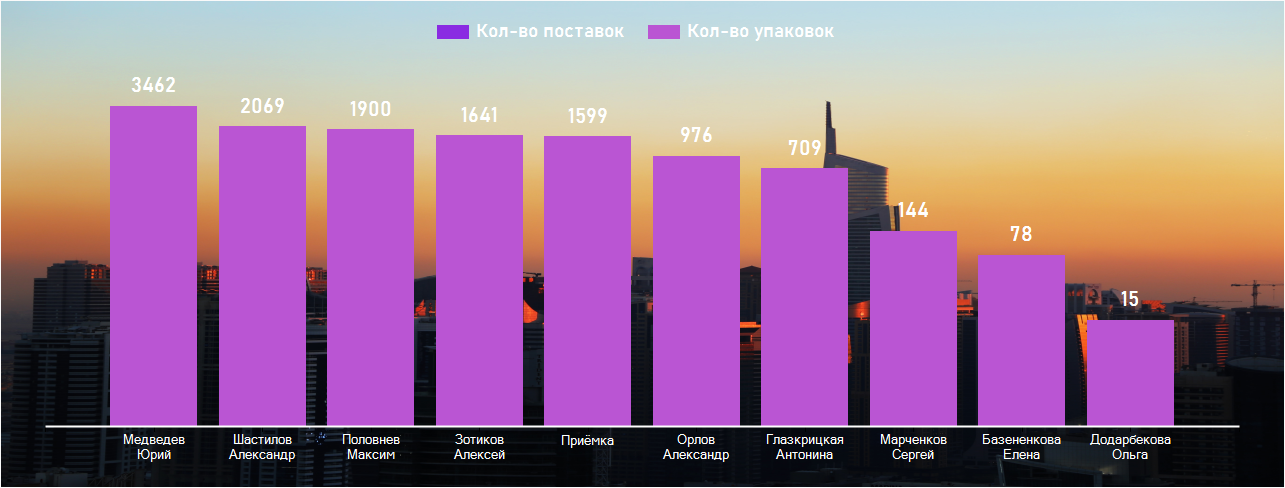 Кол-во поставок Кол-во упаковок
3462
2069
1900
1641
1599
976
709
144
78
15
Медведев
Юрий
Шастилов
Александр
Половнев
Максим
Зотиков
Алексей
Приёмка
Орлов
Александр
Глазкрицкая
Антонина
Марченков
Сергей
Базененкова
Елена
Додарбекова
Ольга